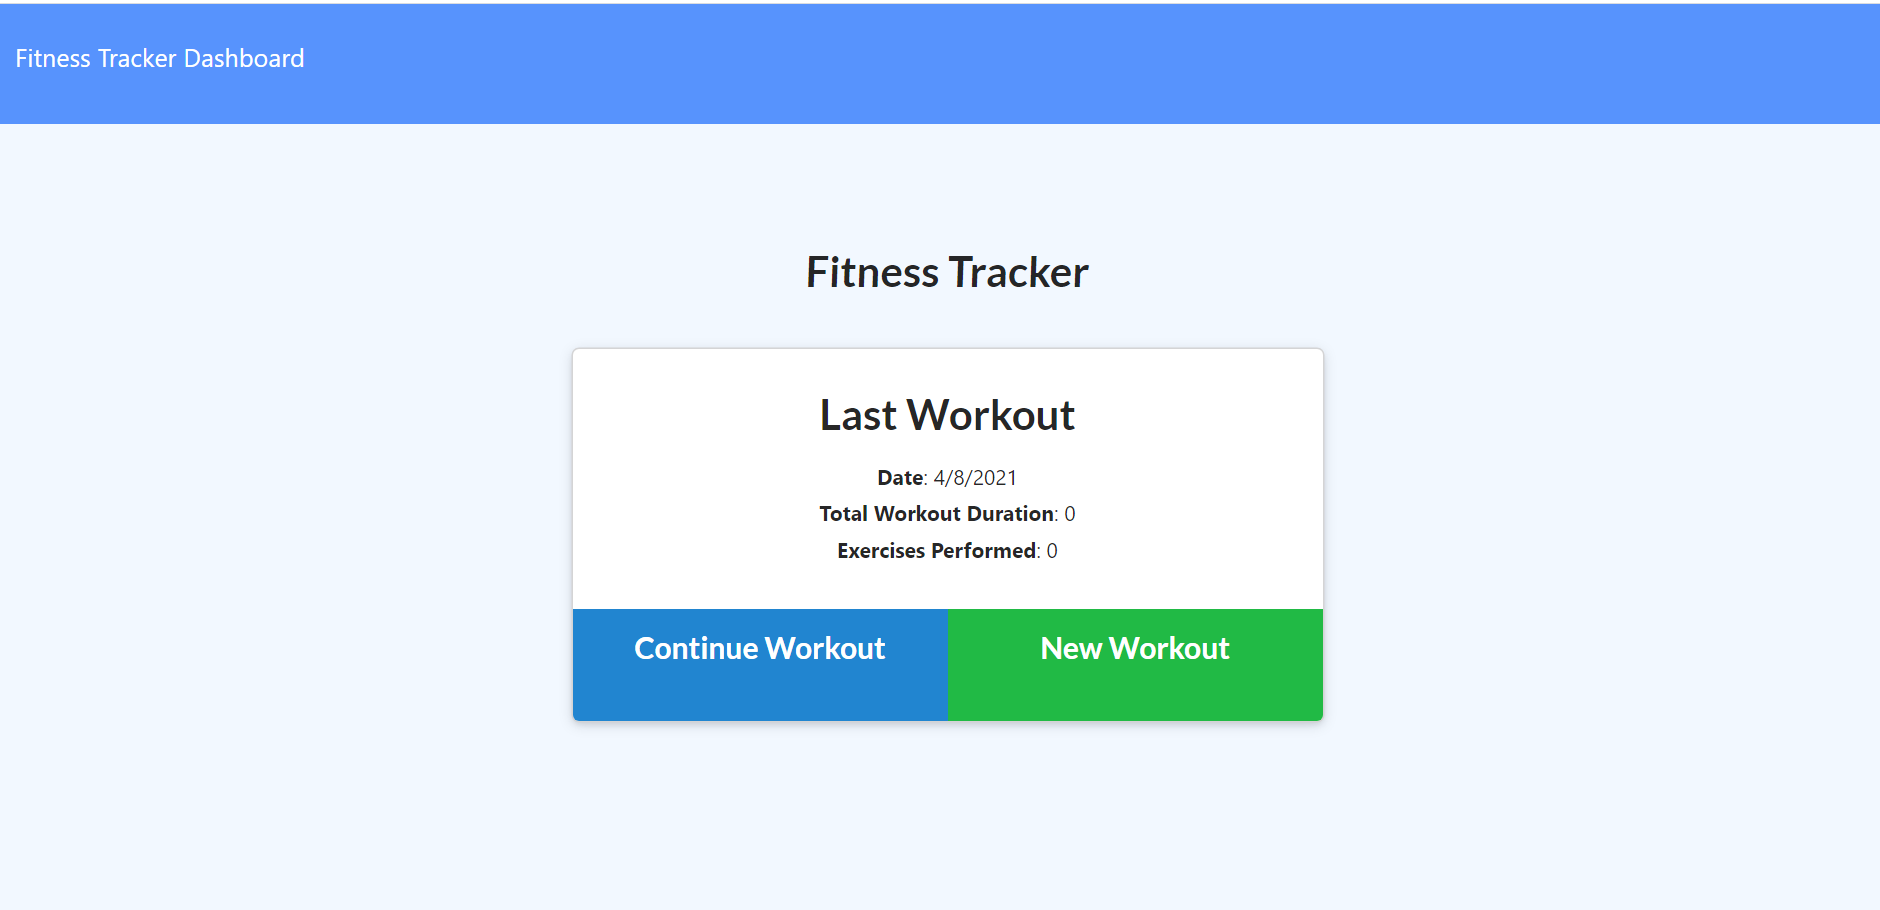 Fitness Tracker Dashboard
Fitness Tracker
Last Workout
Date: 4/8/2021
Total Workout Duration: 0
Exercises Performed: 0
Continue Workout
New Workout